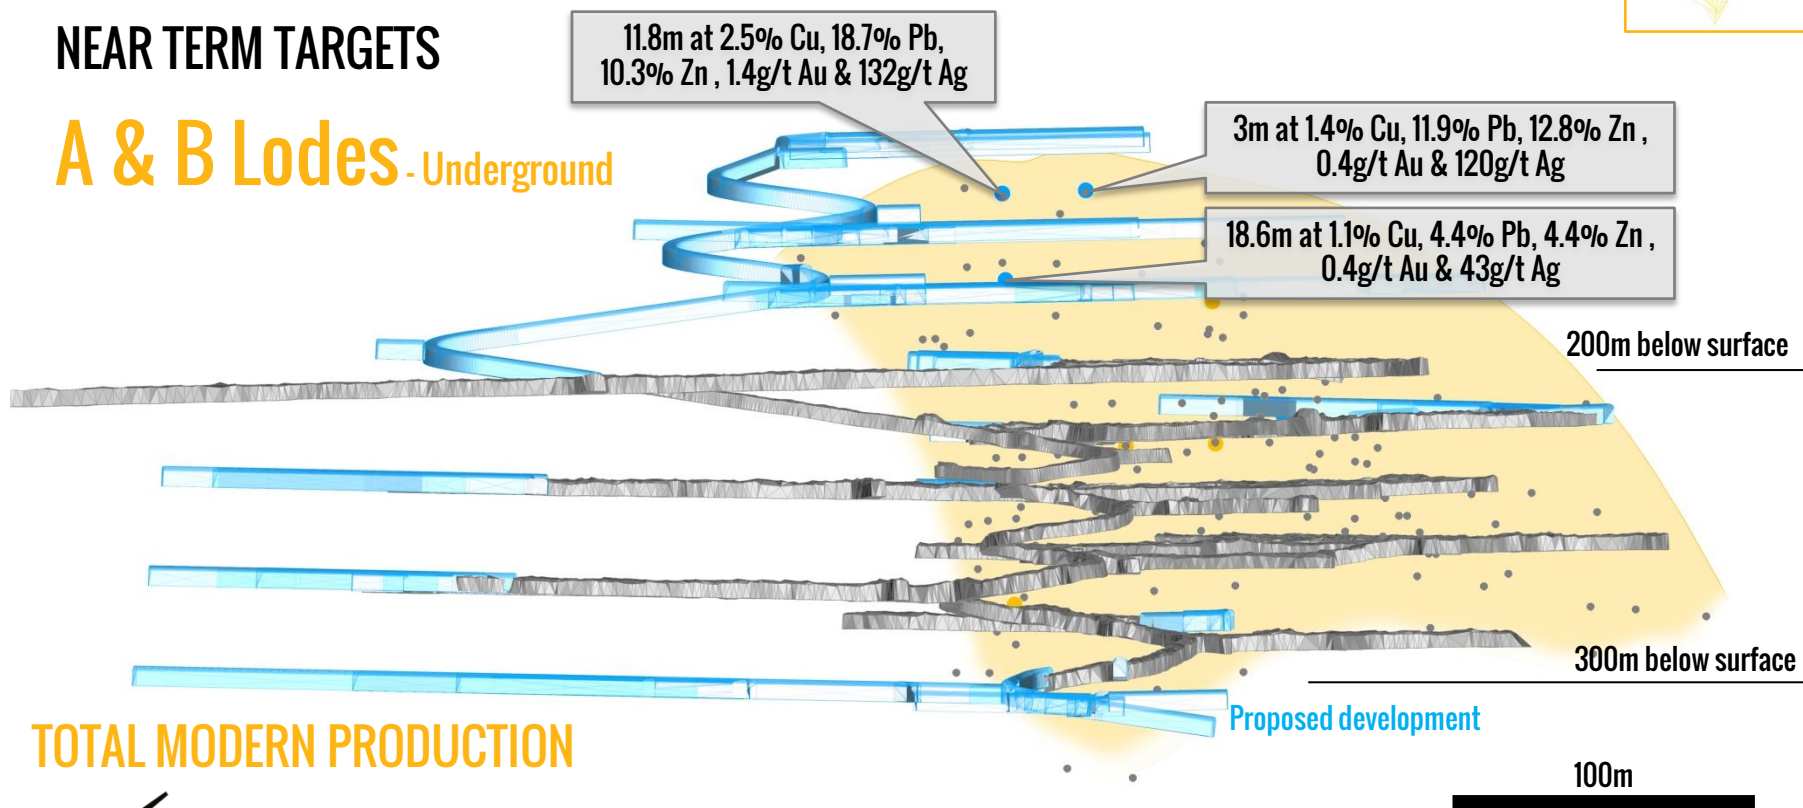 NEAR TERM TARGETS
A & B Lodes - Underground
11.8m at 2.5% Cu, 18.7% Pb,
10.3% Zn , 1.4g/t Au & 132g/t Ag
3m at 1.4% Cu, 11.9% Pb, 12.8% Zn ,
0.4g/t Au & 120g/t Ag
18.6m at 1.1% Cu, 4.4% Pb, 4.4% Zn ,
0.4g/t Au & 43g/t Ag
200m below surface
300m below surface
Proposed development
TOTAL MODERN PRODUCTION
100m